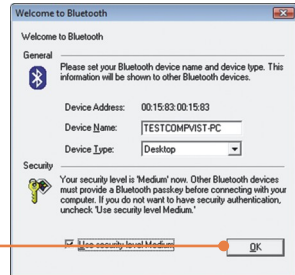 Welcome to Bluetooth
Welcome to Bluetooth
General
Please set your Bluetooth device name and device type. This
information will be shown to other Bluetooth devices.
Device Address: 00:15:83:00:15:83
Device Name: TESTCOMPVIST-PC
Device Type: Desktop
Security
Your security level is 'Medium' now. Other Bluetooth devices
must provide a Bluetooth passkey before connecting with your
computer. If you do not want to have security authentication,
uncheck 'Use security level Medium.'
Use security level Medium
OK